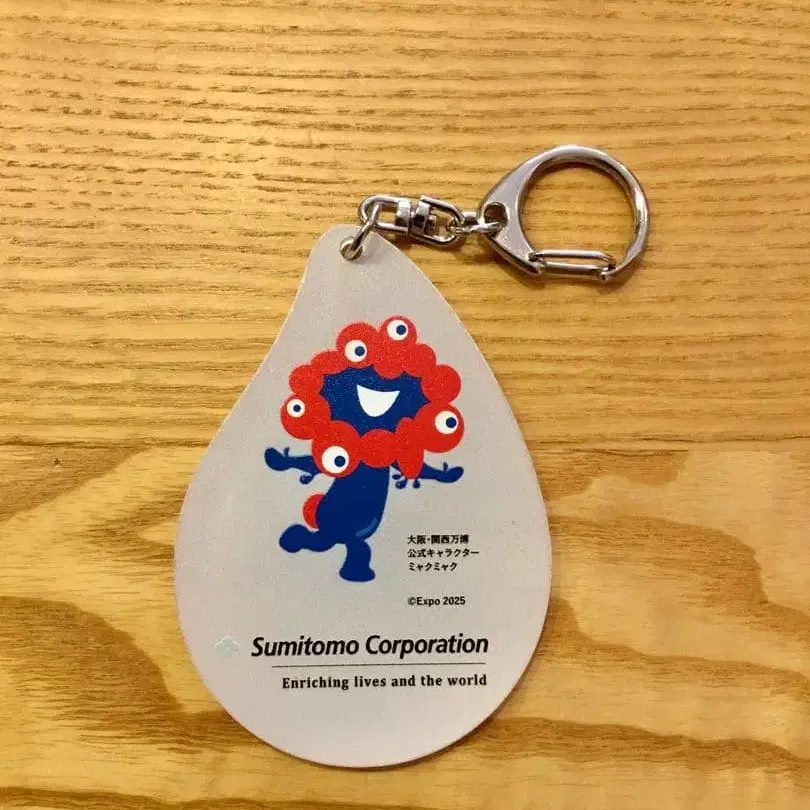 大阪・関西万博
公式キャラクター
ミャクミャク
©Expo 2025
Sumitomo Corporation
Enriching lives and the world